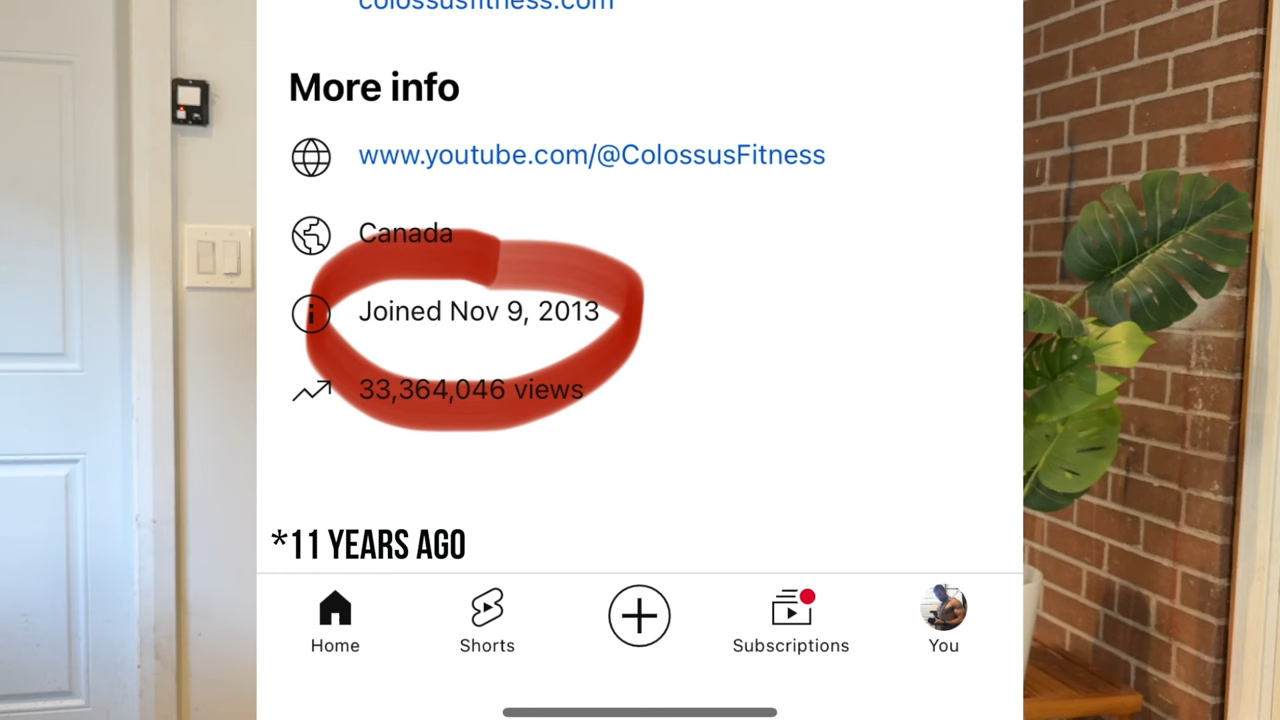 colossusfitness.com
More info
www.youtube.com/@ColossusFitness
Canada
Joined Nov 9, 2013
33,364,046 views
*11 YEARS AGO
Home
Shorts
Subscriptions
You